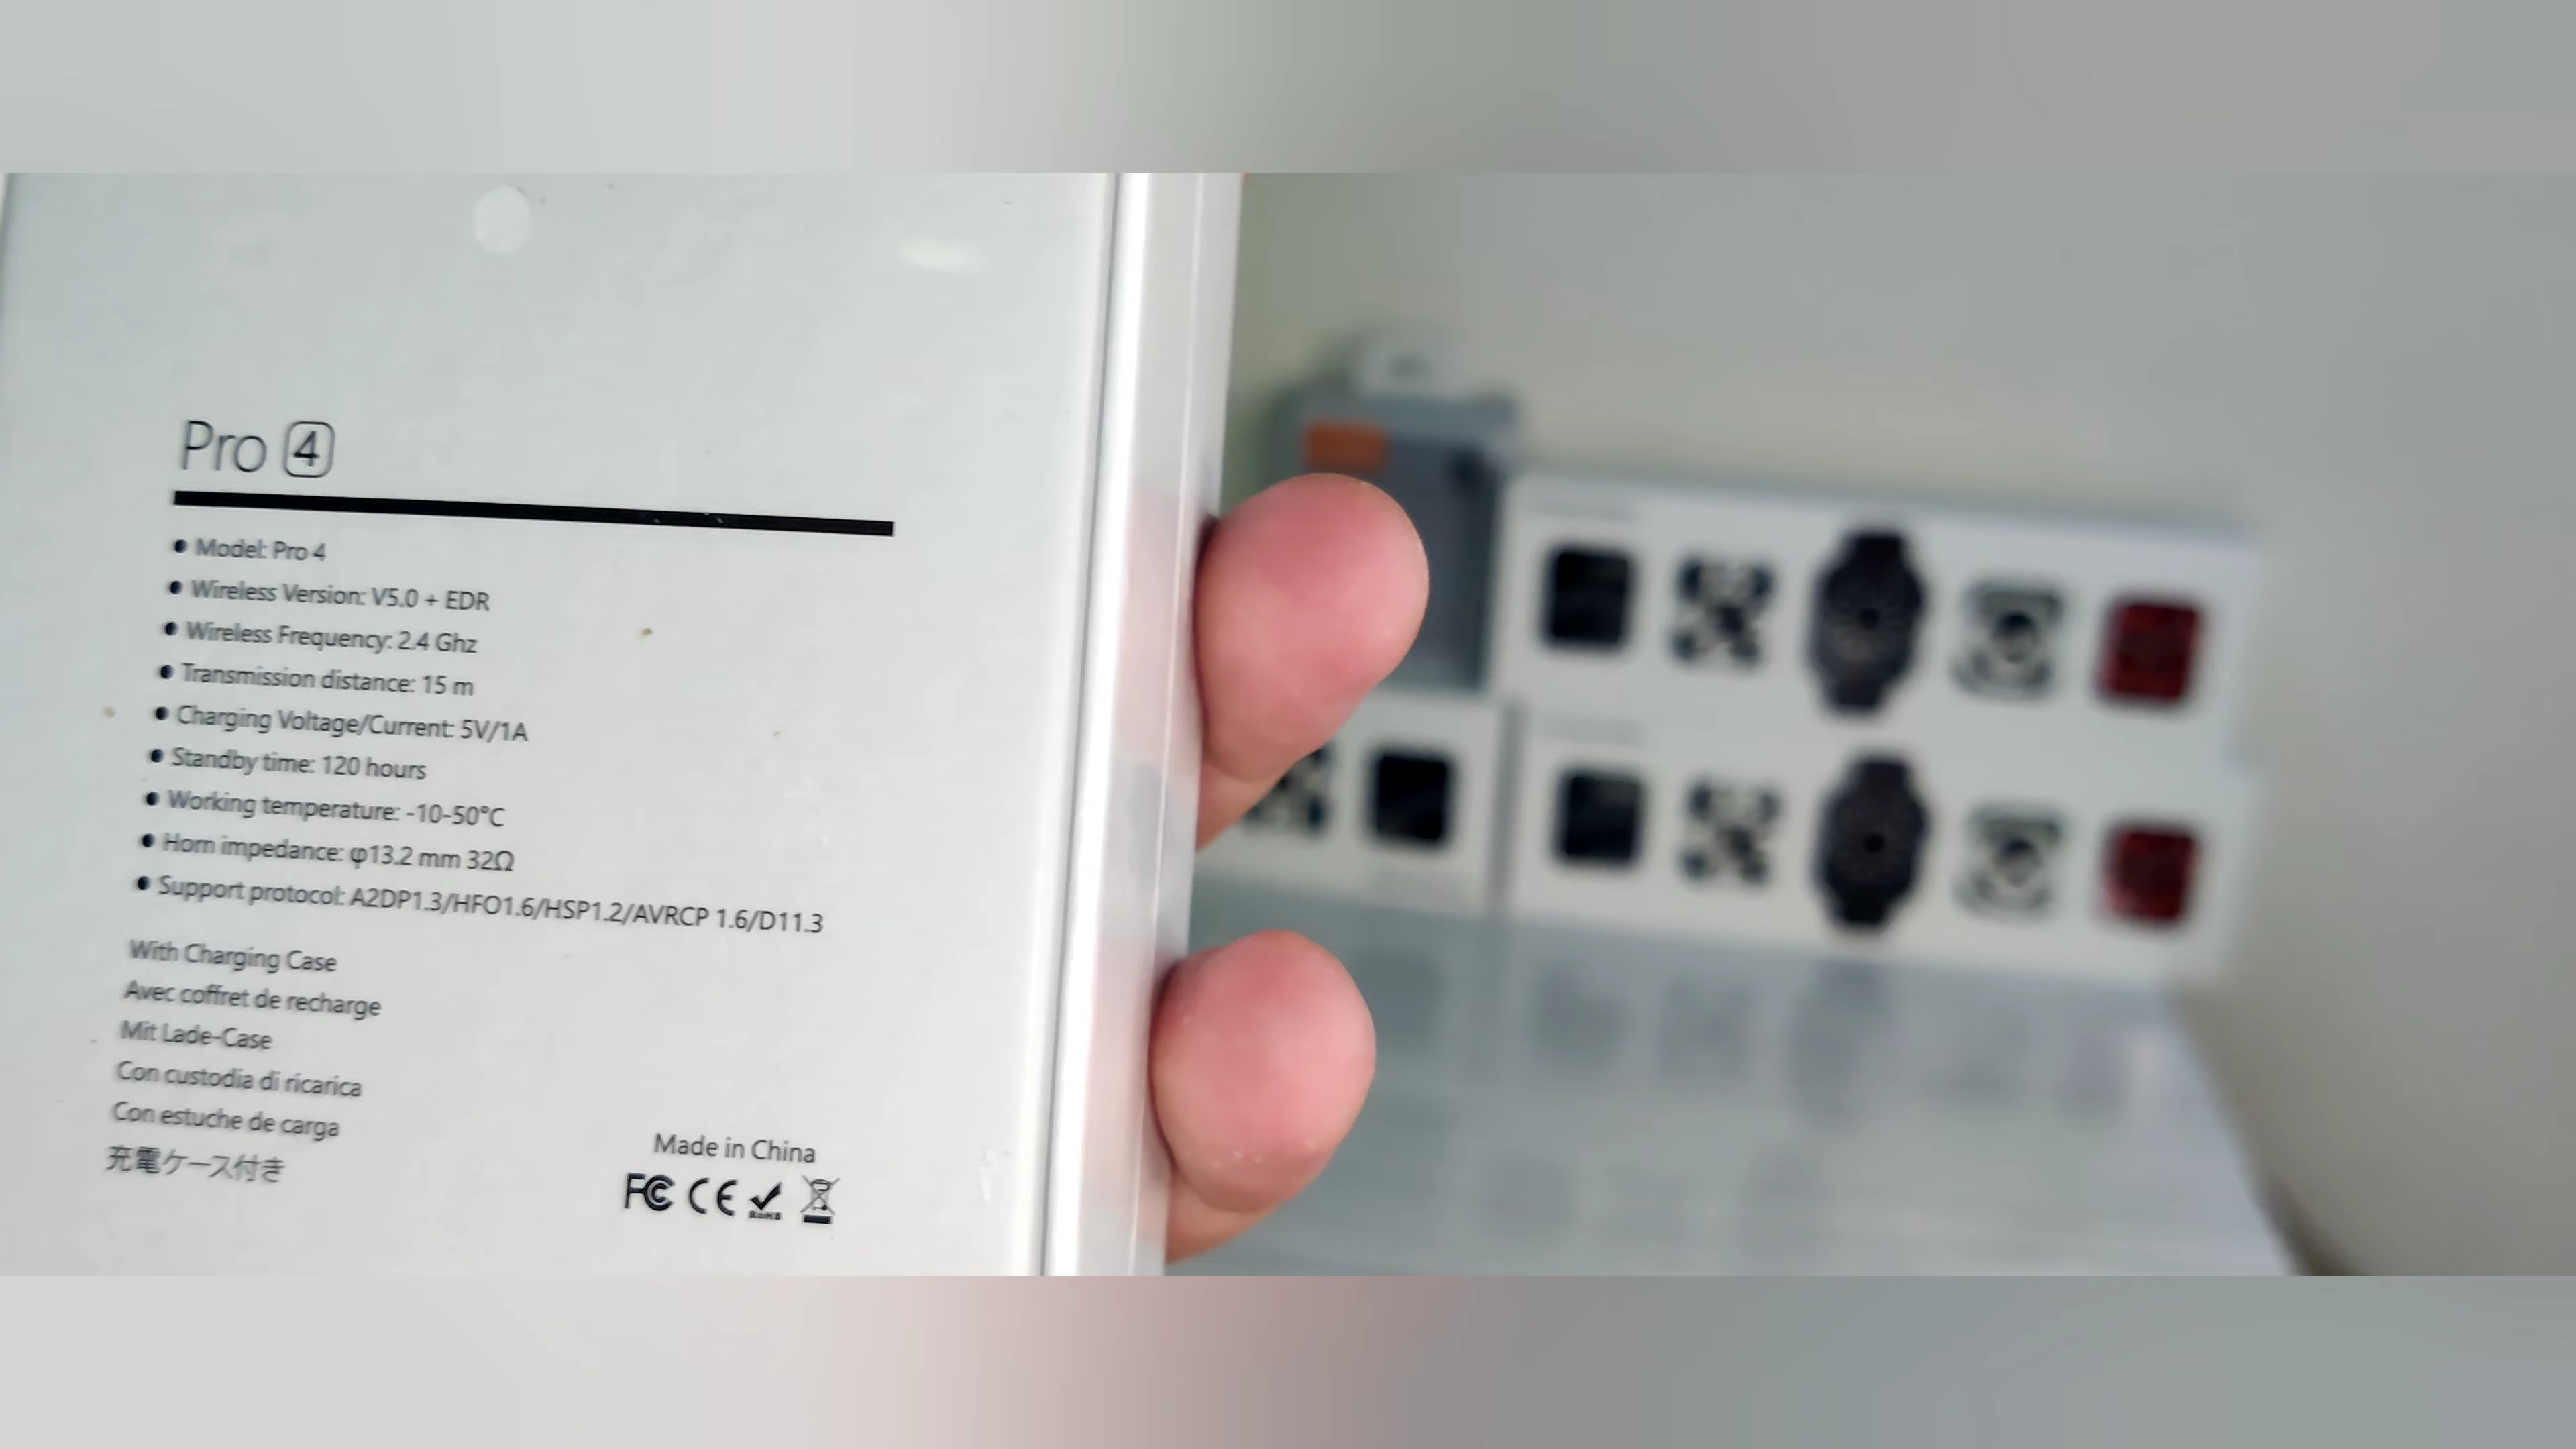 Pro 4
Model: Pro 4
Wireless Version: V5.0 + EDR
Wireless Frequency: 2.4 Ghz
Transmission distance: 15 m
Charging Voltage/Current: 5V/1A
Standby time: 120 hours
Working temperature: -10-50°C
Horn impedance: φ13.2 mm 32Ω
Support protocol: A2DP1.3/HFO1.6/HSP1.2/AVRCP 1.6/D11.3
With Charging Case
Avec coffret de recharge
Mit Lade-Case
Con custodia di ricarica
Con estuche de carga
充電ケース付き
Made in China
FC CE RoHS